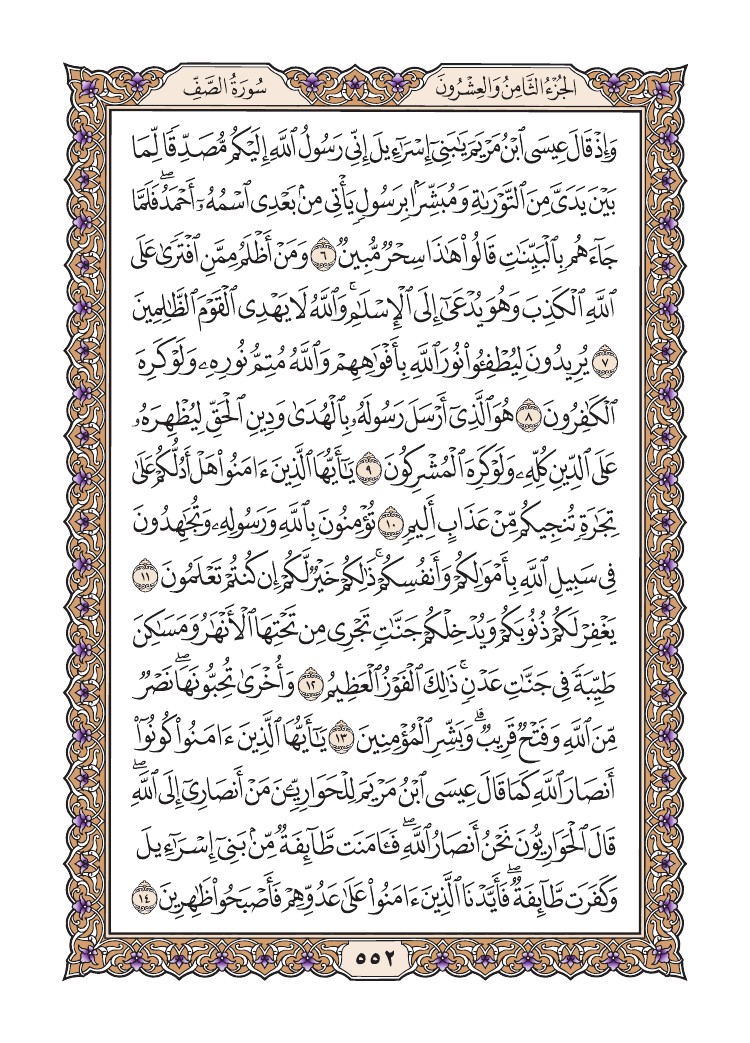 الجُزْءُ الثَّامِنُ وَالعِشْرُونَ
سُورَةُ الصَّفِّ
وَإِذْ قَالَ عِيسَى ٱبْنُ مَرْيَمَ يَٰبَنِىٓ إِسْرَٰٓءِيلَ إِنِّى رَسُولُ ٱللَّهِ إِلَيْكُم مُّصَدِّقًا لِّمَا
بَيْنَ يَدَىَّ مِنَ ٱلتَّوْرَىٰةِ وَمُبَشِّرًۢا بِرَسُولٍ يَأْتِى مِنۢ بَعْدِى ٱسْمُهُۥٓ أَحْمَدُۖ فَلَمَّا
جَآءَهُم بِٱلْبَيِّنَٰتِ قَالُوا۟ هَٰذَا سِحْرٌ مُّبِينٌ ٦ وَمَنْ أَظْلَمُ مِمَّنِ ٱفْتَرَىٰ عَلَى
ٱللَّهِ ٱلْكَذِبَ وَهُوَ يُدْعَىٰٓ إِلَى ٱلْإِسْلَٰمِۚ وَٱللَّهُ لَا يَهْدِى ٱلْقَوْمَ ٱلظَّٰلِمِينَ
٧ يُرِيدُونَ لِيُطْفِـُٔوا۟ نُورَ ٱللَّهِ بِأَفْوَٰهِهِمْ وَٱللَّهُ مُتِمُّ نُورِهِۦ وَلَوْ كَرِهَ
ٱلْكَٰفِرُونَ ٨ هُوَ ٱلَّذِىٓ أَرْسَلَ رَسُولَهُۥ بِٱلْهُدَىٰ وَدِينِ ٱلْحَقِّ لِيُظْهِرَهُۥ
عَلَى ٱلدِّينِ كُلِّهِۦ وَلَوْ كَرِهَ ٱلْمُشْرِكُونَ ٩ يَٰٓأَيُّهَا ٱلَّذِينَ ءَامَنُوا۟ هَلْ أَدُلُّكُمْ عَلَىٰ
تِجَٰرَةٍ تُنجِيكُم مِّنْ عَذَابٍ أَلِيمٍ ١٠ تُؤْمِنُونَ بِٱللَّهِ وَرَسُولِهِۦ وَتُجَٰهِدُونَ
فِى سَبِيلِ ٱللَّهِ بِأَمْوَٰلِكُمْ وَأَنفُسِكُمْۚ ذَٰلِكُمْ خَيْرٌ لَّكُمْ إِن كُنتُمْ تَعْلَمُونَ ١١
يَغْفِرْ لَكُمْ ذُنُوبَكُمْ وَيُدْخِلْكُمْ جَنَّٰتٍ تَجْرِى مِن تَحْتِهَا ٱلْأَنْهَٰرُ وَمَسَٰكِنَ
طَيِّبَةً فِى جَنَّٰتِ عَدْنٍۚ ذَٰلِكَ ٱلْفَوْزُ ٱلْعَظِيمُ ١٢ وَأُخْرَىٰ تُحِبُّونَهَاۖ نَصْرٌ
مِّنَ ٱللَّهِ وَفَتْحٌ قَرِيبٌۗ وَبَشِّرِ ٱلْمُؤْمِنِينَ ١٣ يَٰٓأَيُّهَا ٱلَّذِينَ ءَامَنُوا۟ كُونُوٓا۟
أَنصَارَ ٱللَّهِ كَمَا قَالَ عِيسَى ٱبْنُ مَرْيَمَ لِلْحَوَارِيِّـۧنَ مَنْ أَنصَارِىٓ إِلَى ٱللَّهِۖ
قَالَ ٱلْحَوَارِيُّونَ نَحْنُ أَنصَارُ ٱللَّهِۖ فَـَٔامَنَت طَّآئِفَةٌ مِّنۢ بَنِىٓ إِسْرَٰٓءِيلَ
وَكَفَرَت طَّآئِفَةٌۖ فَأَيَّدْنَا ٱلَّذِينَ ءَامَنُوا۟ عَلَىٰ عَدُوِّهِمْ فَأَصْبَحُوا۟ ظَٰهِرِينَ ١٤
٥٥٢